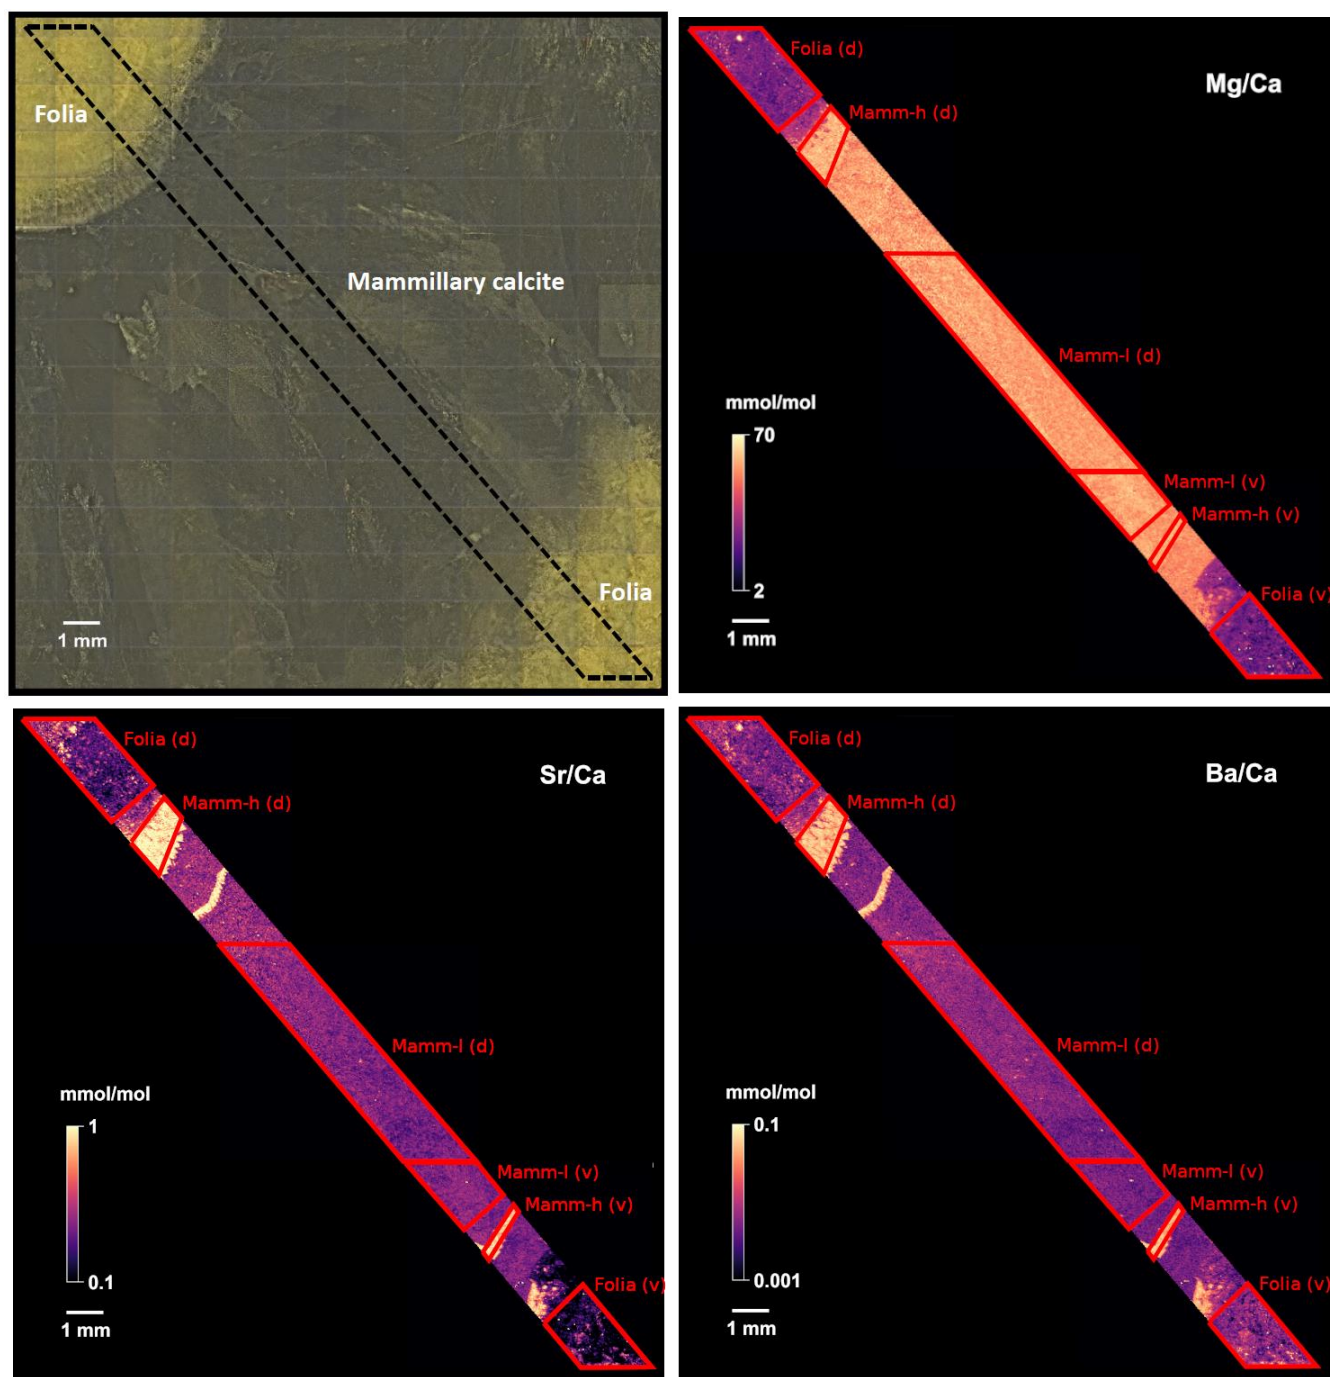 Folia
Mammillary calcite
Folia
1 mm
Mg/Ca
Folia (d)
Mamm-h (d)
Mamm-l (d)
Mamm-l (v)
Mamm-h (v)
Folia (v)
mmol/mol
70
2
1 mm
Sr/Ca
Folia (d)
Mamm-h (d)
Mamm-l (d)
Mamm-l (v)
Mamm-h (v)
Folia (v)
mmol/mol
1
0.1
1 mm
Ba/Ca
Folia (d)
Mamm-h (d)
Mamm-l (d)
Mamm-l (v)
Mamm-h (v)
Folia (v)
mmol/mol
0.1
0.001
1 mm